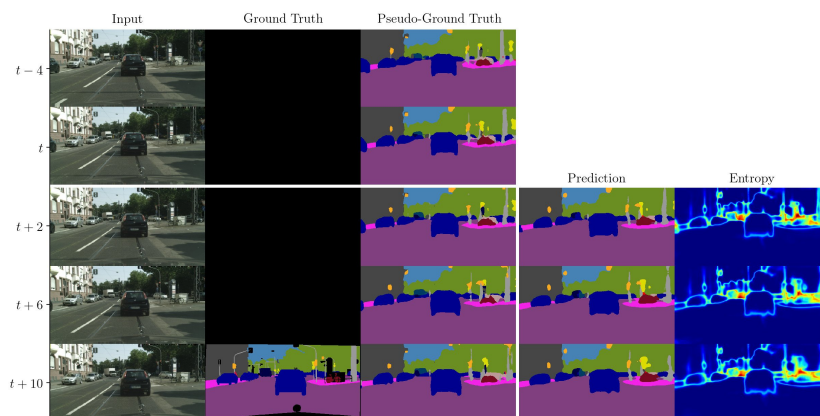 Input Ground Truth Pseudo-Ground Truth
t − 4
t
Prediction Entropy
t + 2
t + 6
t + 10